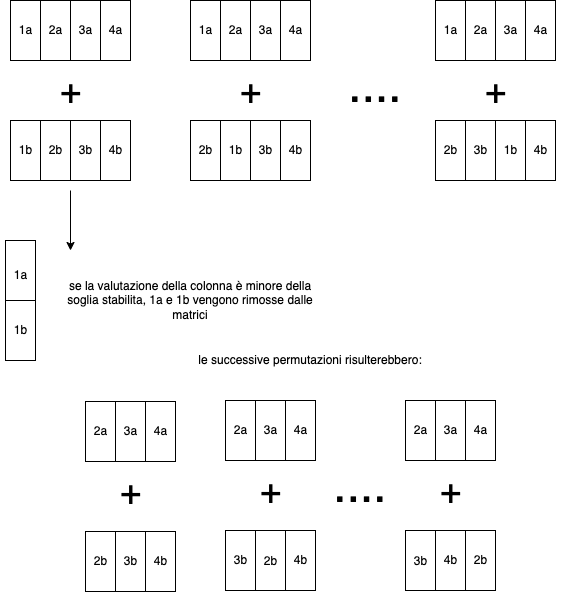 1a 2a 3a 4a 1a 2a 3a 4a 1a 2a 3a 4a
+ + .... +
1b 2b 3b 4b 2b 1b 3b 4b 2b 3b 1b 4b
1a
1b
se la valutazione della colonna è minore della
soglia stabilita, 1a e 1b vengono rimosse dalle
matrici
le successive permutazioni risulterebbero:
2a 3a 4a 2a 3a 4a 2a 3a 4a
+ + .... +
2b 3b 4b 3b 2b 4b 3b 4b 2b